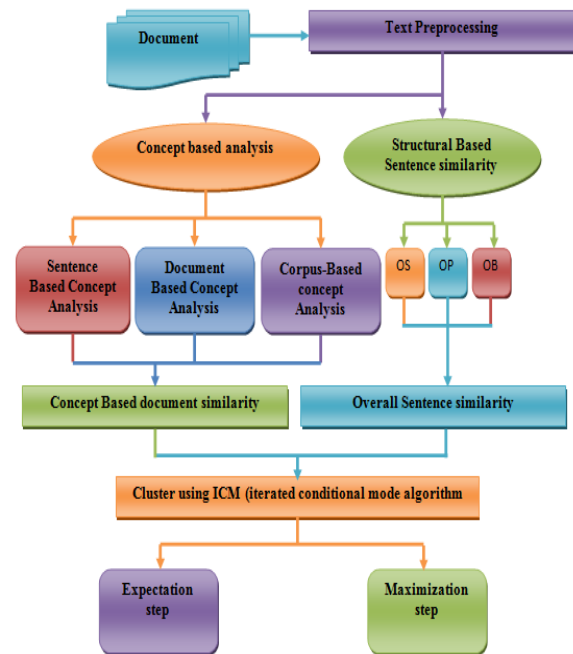 Document
Text Preprocessing
Concept based analysis
Structural Based
Sentence similarity
Sentence
Based Concept
Analysis
Document
Based Concept
Analysis
Corpus-Based
concept
Analysis
OS
OP
OB
Concept Based document similarity
Overall Sentence similarity
Cluster using ICM (iterated conditional mode algorithm
Expectation
step
Maximization
step